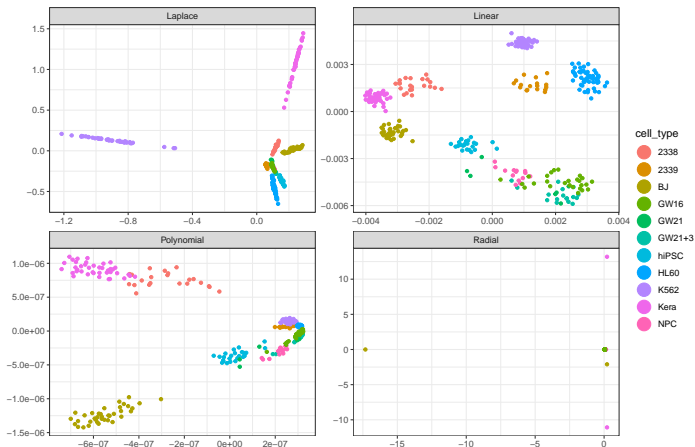 Laplace
1.5
1.0
0.5
0.0
−0.5
−1.2
−0.8
−0.4
0.0
Linear
0.003
0.000
−0.003
−0.006
−0.004
−0.002
0.000
0.002
0.004
Polynomial
1.0e−06
5.0e−07
0.0e+00
−5.0e−07
−1.0e−06
−1.5e−06
−6e−07
−4e−07
−2e−07
0e+00
2e−07
Radial
10
5
0
−5
−10
−15
−10
−5
0
cell_type
2338
2339
BJ
GW16
GW21
GW21+3
hiPSC
HL60
K562
Kera
NPC